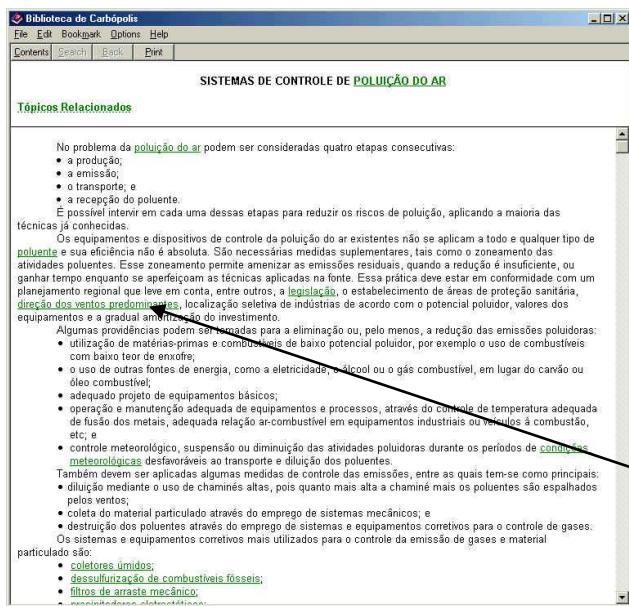 Biblioteca de Carbópolis
File Edit Bookmark Options Help
Contents Search Back Print
SISTEMAS DE CONTROLE DE POLUIÇÃO DO AR
Tópicos Relacionados
No problema da poluição do ar podem ser consideradas quatro etapas consecutivas:
• a produção;
• a emissão;
• o transporte; e
• a recepção do poluente.
É possível intervir em cada uma dessas etapas para reduzir os riscos de poluição, aplicando a maioria das
técnicas já conhecidas.
Os equipamentos e dispositivos de controle da poluição do ar existentes não se aplicam a todo e qualquer tipo de
poluente e sua eficiência não é absoluta. São necessárias medidas suplementares, tais como o zoneamento das
atividades poluentes. Esse zoneamento permite amenizar as emissões residuais, quando a redução é insuficiente, ou
ganhar tempo enquanto se aperfeiçoam as técnicas aplicadas na fonte. Essa prática deve estar em conformidade com um
planejamento regional que leve em conta, entre outros, a legislação, o estabelecimento de áreas de proteção sanitária,
direção dos ventos predominantes, localização seletiva de indústrias de acordo com o potencial poluidor, valores dos
equipamentos e a gradual amortização do investimento.
Algumas providências podem ser tomadas para a eliminação ou, pelo menos, a redução das emissões poluidoras:
• utilização de matérias-primas e combustíveis de baixo potencial poluidor, por exemplo o uso de combustíveis
com baixo teor de enxofre;
• o uso de outras fontes de energia, como a eletricidade, o álcool ou o gás combustível, em lugar do carvão ou
óleo combustível;
• adequado projeto de equipamentos básicos;
• operação e manutenção adequada de equipamentos e processos, através do controle de temperatura adequada
de fusão dos metais, adequada relação ar-combustível em equipamentos industriais ou veículos à combustão,
etc; e
• controle meteorológico, suspensão ou diminuição das atividades poluidoras durante os períodos de condições
meteorológicas desfavoráveis ao transporte e diluição dos poluentes.
Também devem ser aplicadas algumas medidas de controle das emissões, entre as quais tem-se como principais:
• diluição mediante o uso de chaminés altas, pois quanto mais alta a chaminé mais os poluentes são espalhados
pelos ventos;
• coleta do material particulado através do emprego de sistemas mecânicos; e
• destruição dos poluentes através do emprego de sistemas e equipamentos corretivos para o controle de gases.
Os sistemas e equipamentos corretivos mais utilizados para o controle da emissão de gases e material
particulado são:
• coletores úmidos;
• dessulfurização de combustíveis fósseis;
• filtros de arraste mecânico;